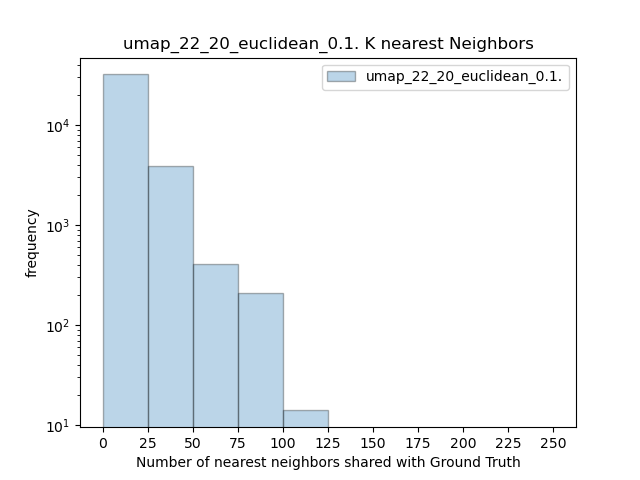 umap_22_20_euclidean_0.1. K nearest Neighbors
umap_22_20_euclidean_0.1.
frequency
10⁴
10³
10²
10¹
0 25 50 75 100 125 150 175 200 225 250
Number of nearest neighbors shared with Ground Truth